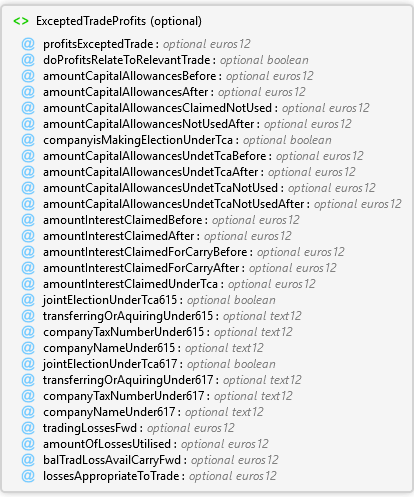 <> ExceptedTradeProfits (optional)
@ profitsExceptedTrade : optional euros12
@ doProfitsRelateToRelevantTrade : optional boolean
@ amountCapitalAllowancesBefore : optional euros12
@ amountCapitalAllowancesAfter : optional euros12
@ amountCapitalAllowancesClaimedNotUsed : optional euros12
@ amountCapitalAllowancesNotUsedAfter : optional euros12
@ companyisMakingElectionUnderTca : optional boolean
@ amountCapitalAllowancesUndetTcaBefore : optional euros12
@ amountCapitalAllowancesUndetTcaAfter : optional euros12
@ amountCapitalAllowancesUndetTcaNotUsed : optional euros12
@ amountCapitalAllowancesUndetTcaNotUsedAfter : optional euros12
@ amountInterestClaimedBefore : optional euros12
@ amountInterestClaimedAfter : optional euros12
@ amountInterestClaimedForCarryBefore : optional euros12
@ amountInterestClaimedForCarryAfter : optional euros12
@ amountInterestClaimedUnderTca : optional euros12
@ jointElectionUnderTca615 : optional boolean
@ transferringOrAquiringUnder615 : optional text12
@ companyTaxNumberUnder615 : optional text12
@ companyNameUnder615 : optional text12
@ jointElectionUnderTca617 : optional boolean
@ transferringOrAquiringUnder617 : optional text12
@ companyTaxNumberUnder617 : optional text12
@ companyNameUnder617 : optional text12
@ tradingLossesFwd : optional euros12
@ amountOfLossesUtilised : optional euros12
@ balTradLossAvailCarryFwd : optional euros12
@ lossesAppropriateToTrade : optional euros12